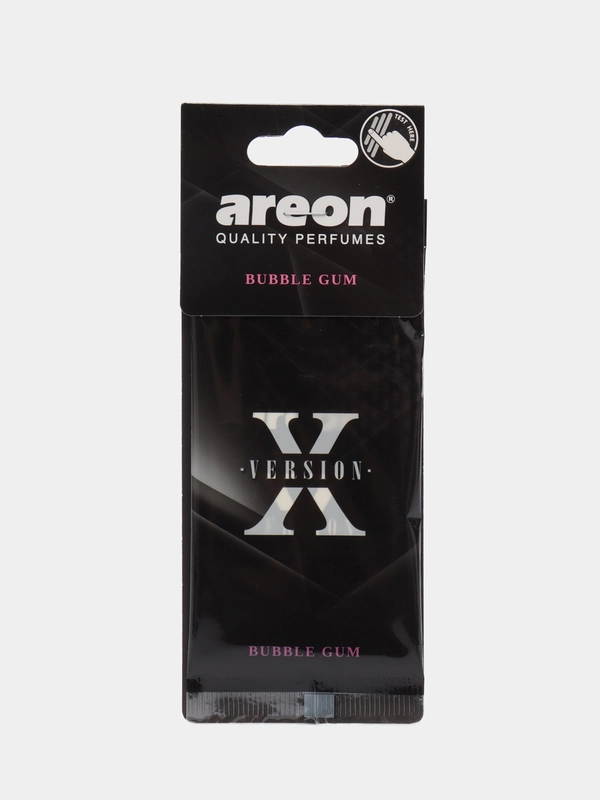 TEST HERE
areon®
QUALITY PERFUMES
BUBBLE GUM
X
·VERSION·
BUBBLE GUM